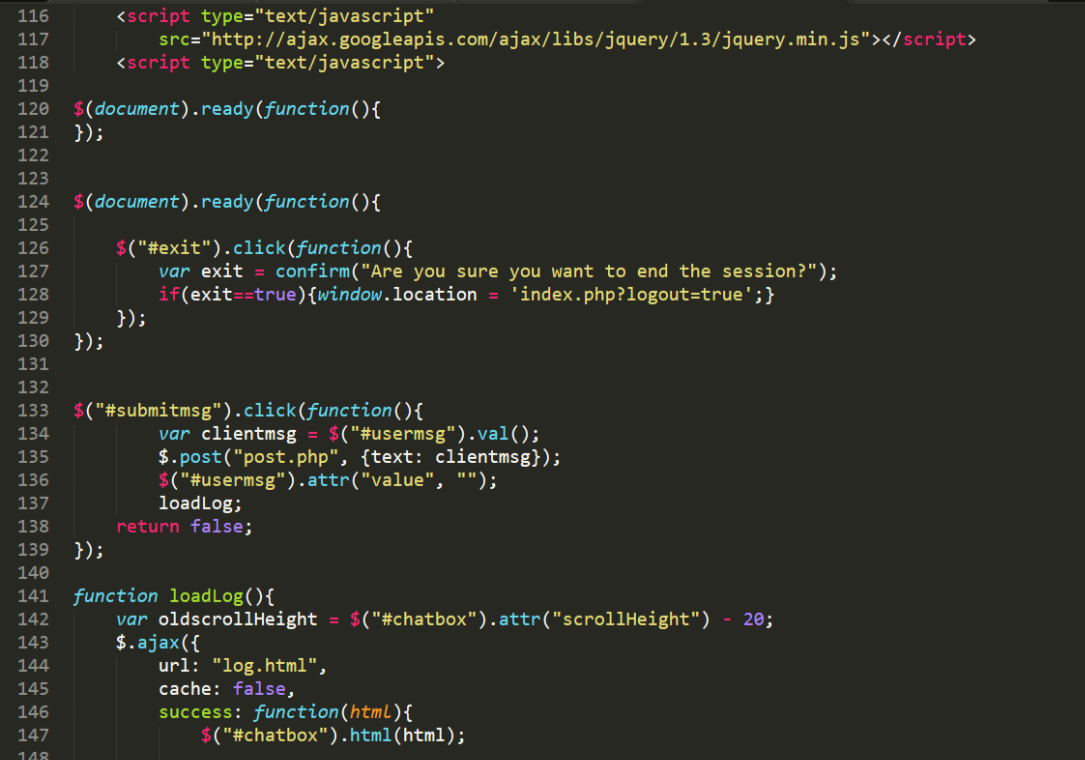 116 <script type="text/javascript"
117 src="http://ajax.googleapis.com/ajax/libs/jquery/1.3/jquery.min.js"></script>
118 <script type="text/javascript">
119
120 $(document).ready(function(){
121 });
122
123
124 $(document).ready(function(){
125
126 $("#exit").click(function(){
127 var exit = confirm("Are you sure you want to end the session?");
128 if(exit==true){window.location = 'index.php?logout=true';}
129 });
130 });
131
132
133 $("#submitmsg").click(function(){
134 var clientmsg = $("#usermsg").val();
135 $.post("post.php", {text: clientmsg});
136 $("#usermsg").attr("value", "");
137 loadLog;
138 return false;
139 });
140
141 function loadLog(){
142 var oldscrollHeight = $("#chatbox").attr("scrollHeight") - 20;
143 $.ajax({
144 url: "log.html",
145 cache: false,
146 success: function(html){
147 $("#chatbox").html(html);
148